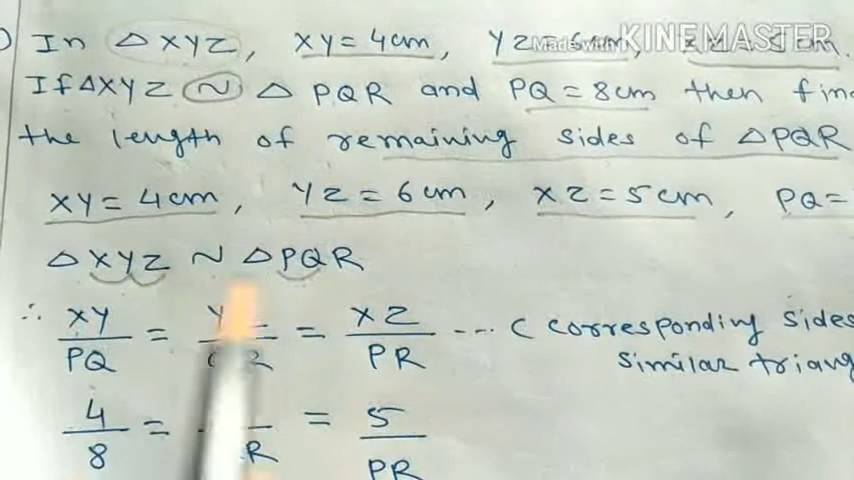 ) In △XYZ, XY = 4cm, YZ = 6cm, cm.
Made with KINEMASTER
If △XYZ ~ △ PQR and PQ = 8cm then find
the length of remaining sides of △PQR
XY = 4cm, YZ = 6cm, XZ = 5cm, PQ =
△XYZ ~ △PQR
∴ XY/PQ = = XZ/PR --- ( corresponding sides
similar triang
4/8 = = 5/PR